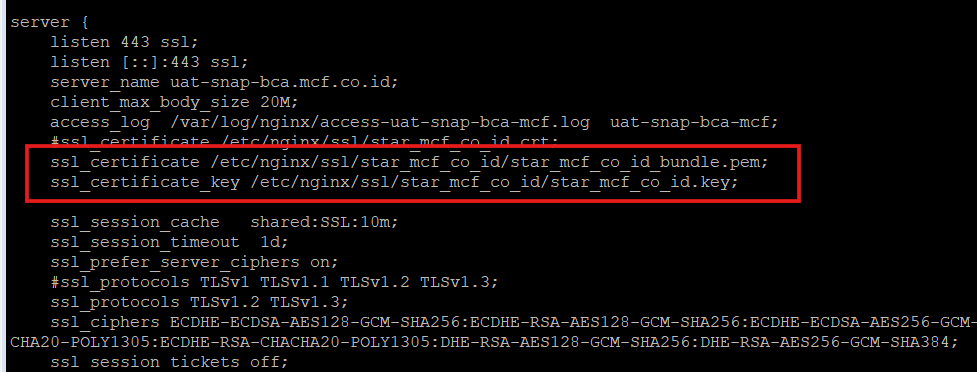 server {
listen 443 ssl;
listen [::]:443 ssl;
server_name uat-snap-bca.mcf.co.id;
client_max_body_size 20M;
access_log /var/log/nginx/access-uat-snap-bca-mcf.log uat-snap-bca-mcf;
#ssl_certificate /etc/nginx/ssl/star_mcf_co_id.crt;
ssl_certificate /etc/nginx/ssl/star_mcf_co_id/star_mcf_co_id_bundle.pem;
ssl_certificate_key /etc/nginx/ssl/star_mcf_co_id/star_mcf_co_id.key;
ssl_session_cache shared:SSL:10m;
ssl_session_timeout 1d;
ssl_prefer_server_ciphers on;
#ssl_protocols TLSv1 TLSv1.1 TLSv1.2 TLSv1.3;
ssl_protocols TLSv1.2 TLSv1.3;
ssl_ciphers ECDHE-ECDSA-AES128-GCM-SHA256:ECDHE-RSA-AES128-GCM-SHA256:ECDHE-ECDSA-AES256-GCM-
CHA20-POLY1305:ECDHE-RSA-CHACHA20-POLY1305:DHE-RSA-AES128-GCM-SHA256:DHE-RSA-AES256-GCM-SHA384;
ssl_session_tickets off;